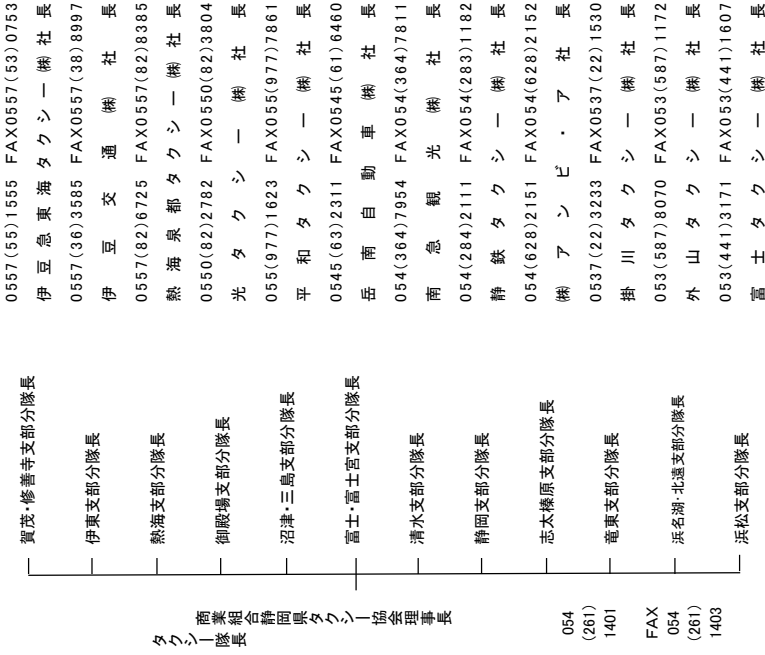 タクシー隊長
商業組合静岡県タクシー協会理事長
054
(261)
1401
FAX
054
(261)
1403
賀茂・修善寺支部分隊長
0557(55)1555 FAX0557(53)0753
伊豆急東海タクシー㈱社長
伊東支部分隊長
0557(36)3585 FAX0557(38)8997
伊豆交通㈱社長
熱海支部分隊長
0557(82)6725 FAX0557(82)8385
熱海泉都タクシー㈱社長
御殿場支部分隊長
0550(82)2782 FAX0550(82)3804
光タクシー㈱社長
沼津・三島支部分隊長
055(977)1623 FAX055(977)7861
平和タクシー㈱社長
富士・富士宮支部分隊長
0545(63)2311 FAX0545(61)6460
岳南自動車㈱社長
清水支部分隊長
054(364)7954 FAX054(364)7811
南急観光㈱社長
静岡支部分隊長
054(284)2111 FAX054(283)1182
静鉄タクシー㈱社長
志太榛原支部分隊長
054(628)2151 FAX054(628)2152
㈱アンビ・ア社長
竜東支部分隊長
0537(22)3233 FAX0537(22)1530
掛川タクシー㈱社長
浜名湖・北遠支部分隊長
053(587)8070 FAX053(587)1172
外山タクシー㈱社長
浜松支部分隊長
053(441)3171 FAX053(441)1607
富士タクシー㈱社長